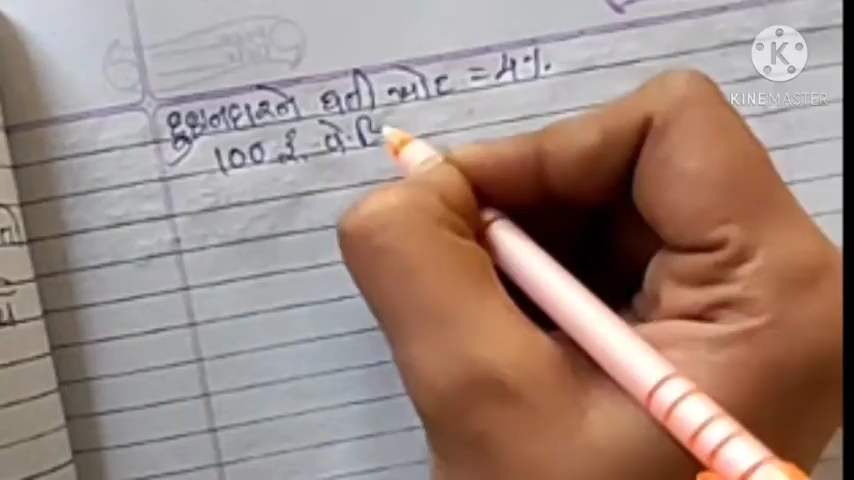 દુકાનદારને થતી ખોટ = 4%
100 રૂ. વે. કિ
KINEMASTER